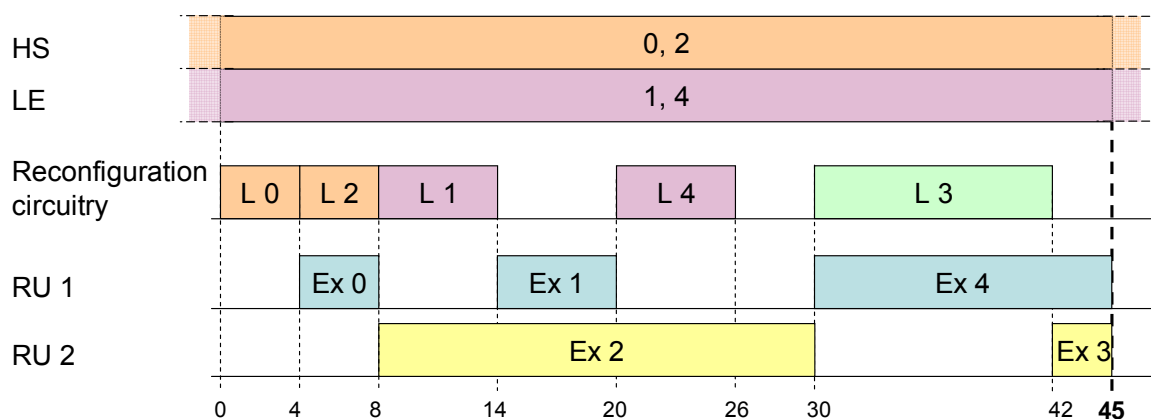 HS
0, 2
LE
1, 4
Reconfiguration
circuitry
L 0 L 2 L 1 L 4 L 3
RU 1
Ex 0 Ex 1 Ex 4
RU 2
Ex 2 Ex 3
0 4 8 14 20 26 30 42 45